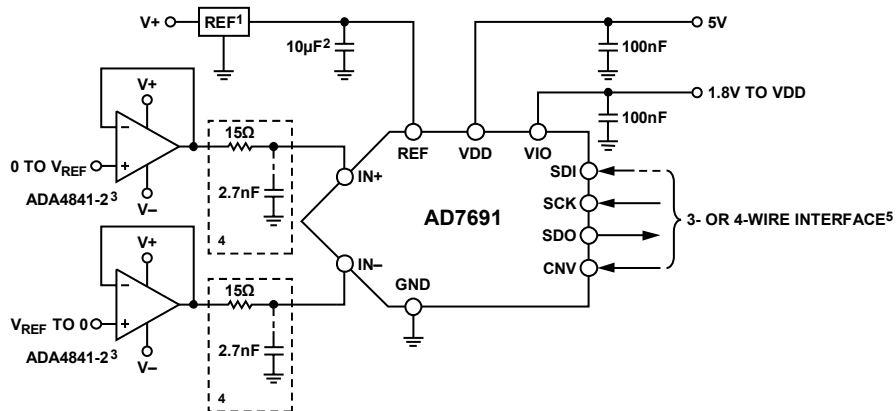 V+ REF1
10µF2
5V
100nF
1.8V TO VDD
100nF
V+
15Ω
0 TO VREF
ADA4841-23
V–
2.7nF
4
REF VDD VIO
IN+
AD7691
SDI
SCK
SDO
CNV
3- OR 4-WIRE INTERFACE5
IN–
GND
V+
15Ω
VREF TO 0
ADA4841-23
V–
2.7nF
4